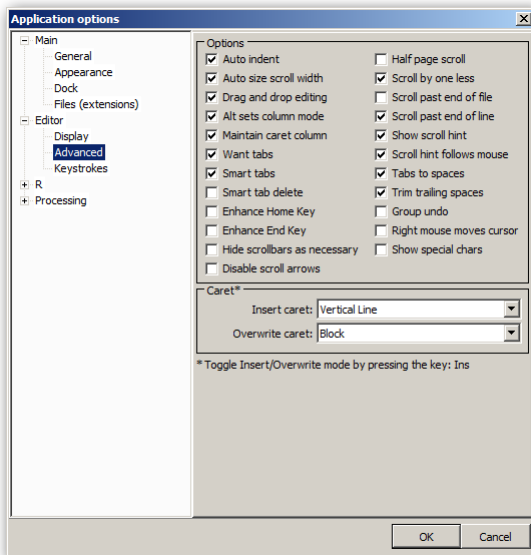 Application options
Main
General
Appearance
Dock
Files (extensions)
Editor
Display
Advanced
Keystrokes
R
Processing
Options
Auto indent
Auto size scroll width
Drag and drop editing
Alt sets column mode
Maintain caret column
Want tabs
Smart tabs
Smart tab delete
Enhance Home Key
Enhance End Key
Hide scrollbars as necessary
Disable scroll arrows
Half page scroll
Scroll by one less
Scroll past end of file
Scroll past end of line
Show scroll hint
Scroll hint follows mouse
Tabs to spaces
Trim trailing spaces
Group undo
Right mouse moves cursor
Show special chars
Caret*
Insert caret: Vertical Line
Overwrite caret: Block
* Toggle Insert/Overwrite mode by pressing the key: Ins
OK Cancel